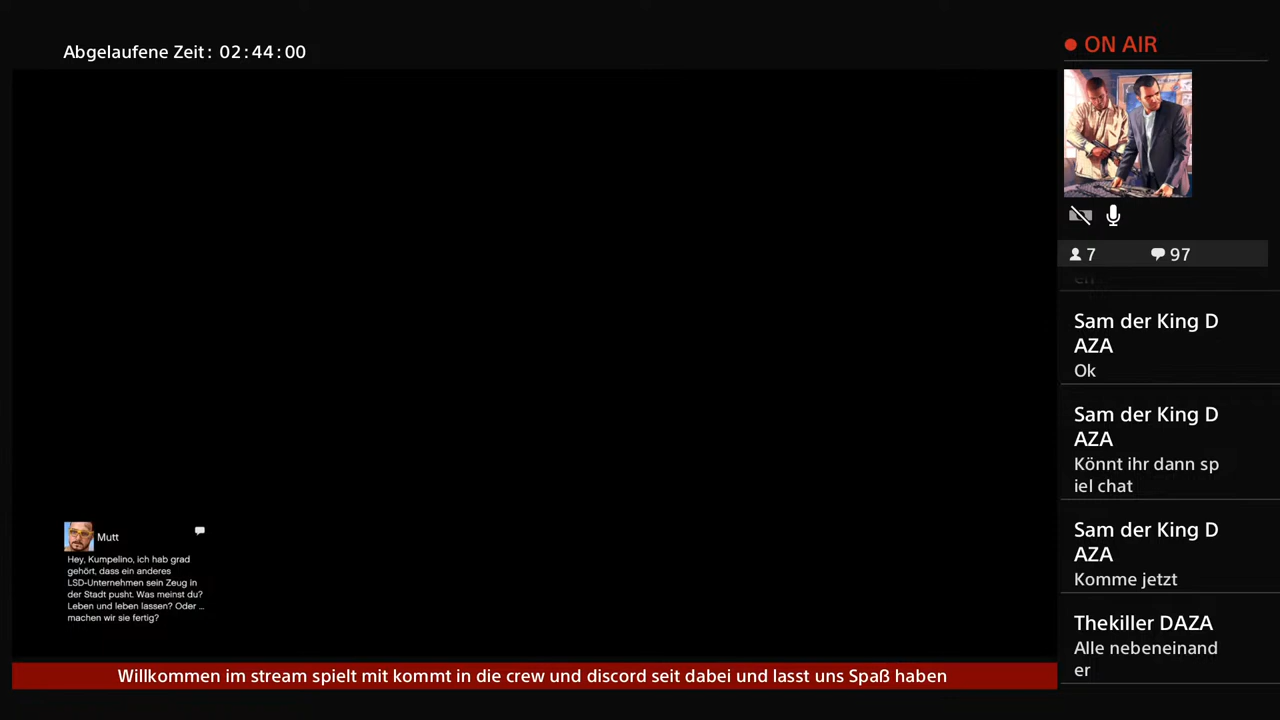 Abgelaufene Zeit: 02:44:00
ON AIR
7
97
Sam der King D
AZA
Ok
Sam der King D
AZA
Könnt ihr dann sp
iel chat
Sam der King D
AZA
Komme jetzt
Thekiller DAZA
Alle nebeneinand
er
Mutt
Hey, Kumpelino, ich hab grad
gehört, dass ein anderes
LSD-Unternehmen sein Zeug in
der Stadt pusht. Was meinst du?
Leben und leben lassen? Oder ...
machen wir sie fertig?
Willkommen im stream spielt mit kommt in die crew und discord seit dabei und lasst uns Spaß haben